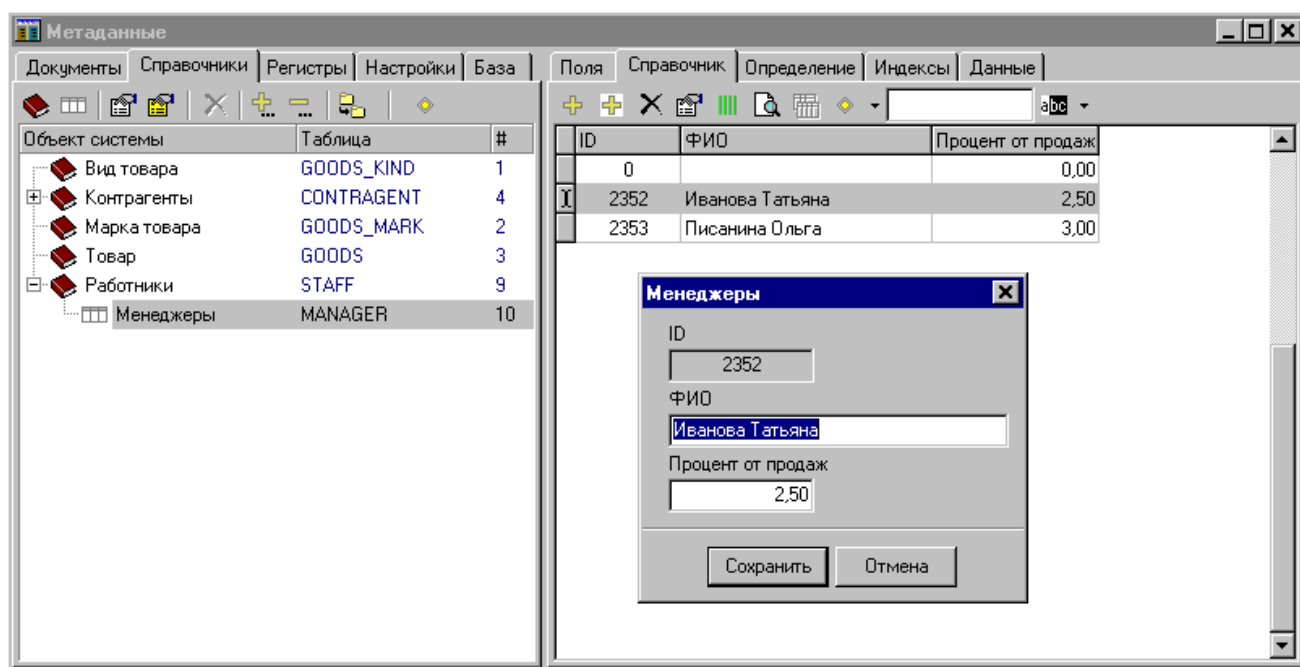 Метаданные
Документы Справочники Регистры Настройки База
Поля Справочник Определение Индексы Данные
abc
Объект системы Таблица #
Вид товара GOODS_KIND 1
Контрагенты CONTRAGENT 4
Марка товара GOODS_MARK 2
Товар GOODS 3
Работники STAFF 9
Менеджеры MANAGER 10
ID ФИО Процент от продаж
0 0,00
2352 Иванова Татьяна 2,50
2353 Писанина Ольга 3,00
Менеджеры
ID
2352
ФИО
Иванова Татьяна
Процент от продаж
2,50
Сохранить Отмена